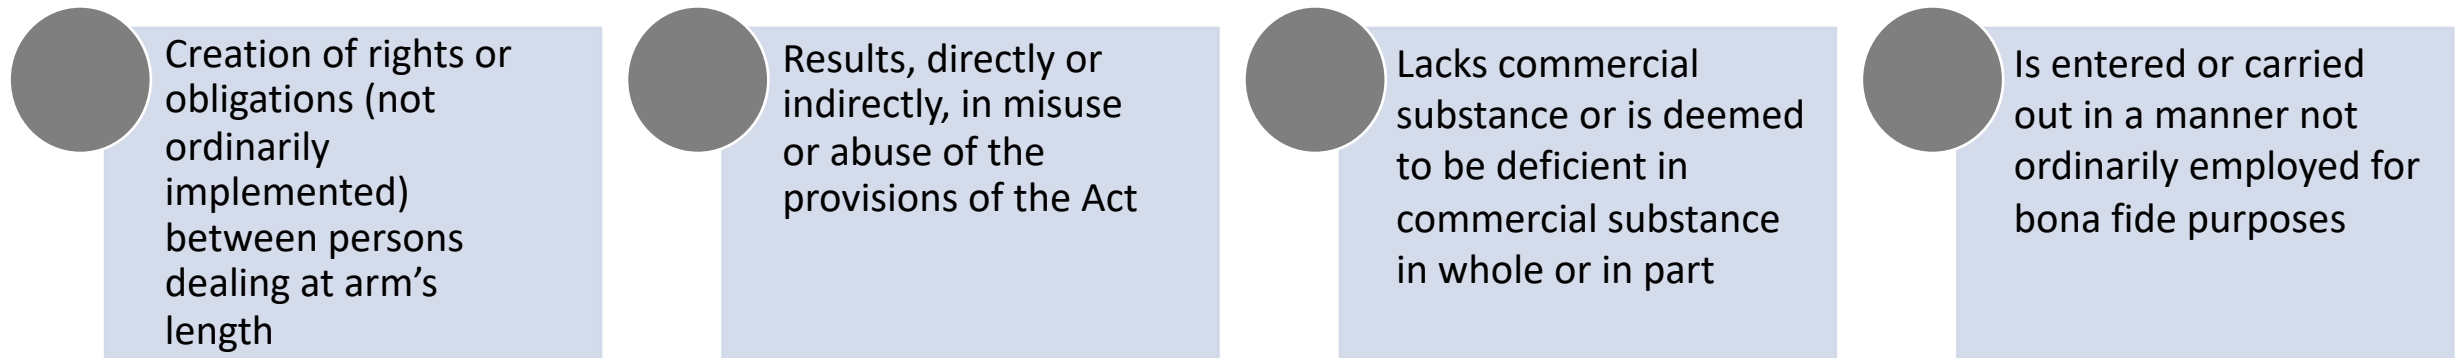 Creation of rights or
obligations (not
ordinarily
implemented)
between persons
dealing at arm’s
length
Results, directly or
indirectly, in misuse
or abuse of the
provisions of the Act
Lacks commercial
substance or is deemed
to be deficient in
commercial substance
in whole or in part
Is entered or carried
out in a manner not
ordinarily employed for
bona fide purposes